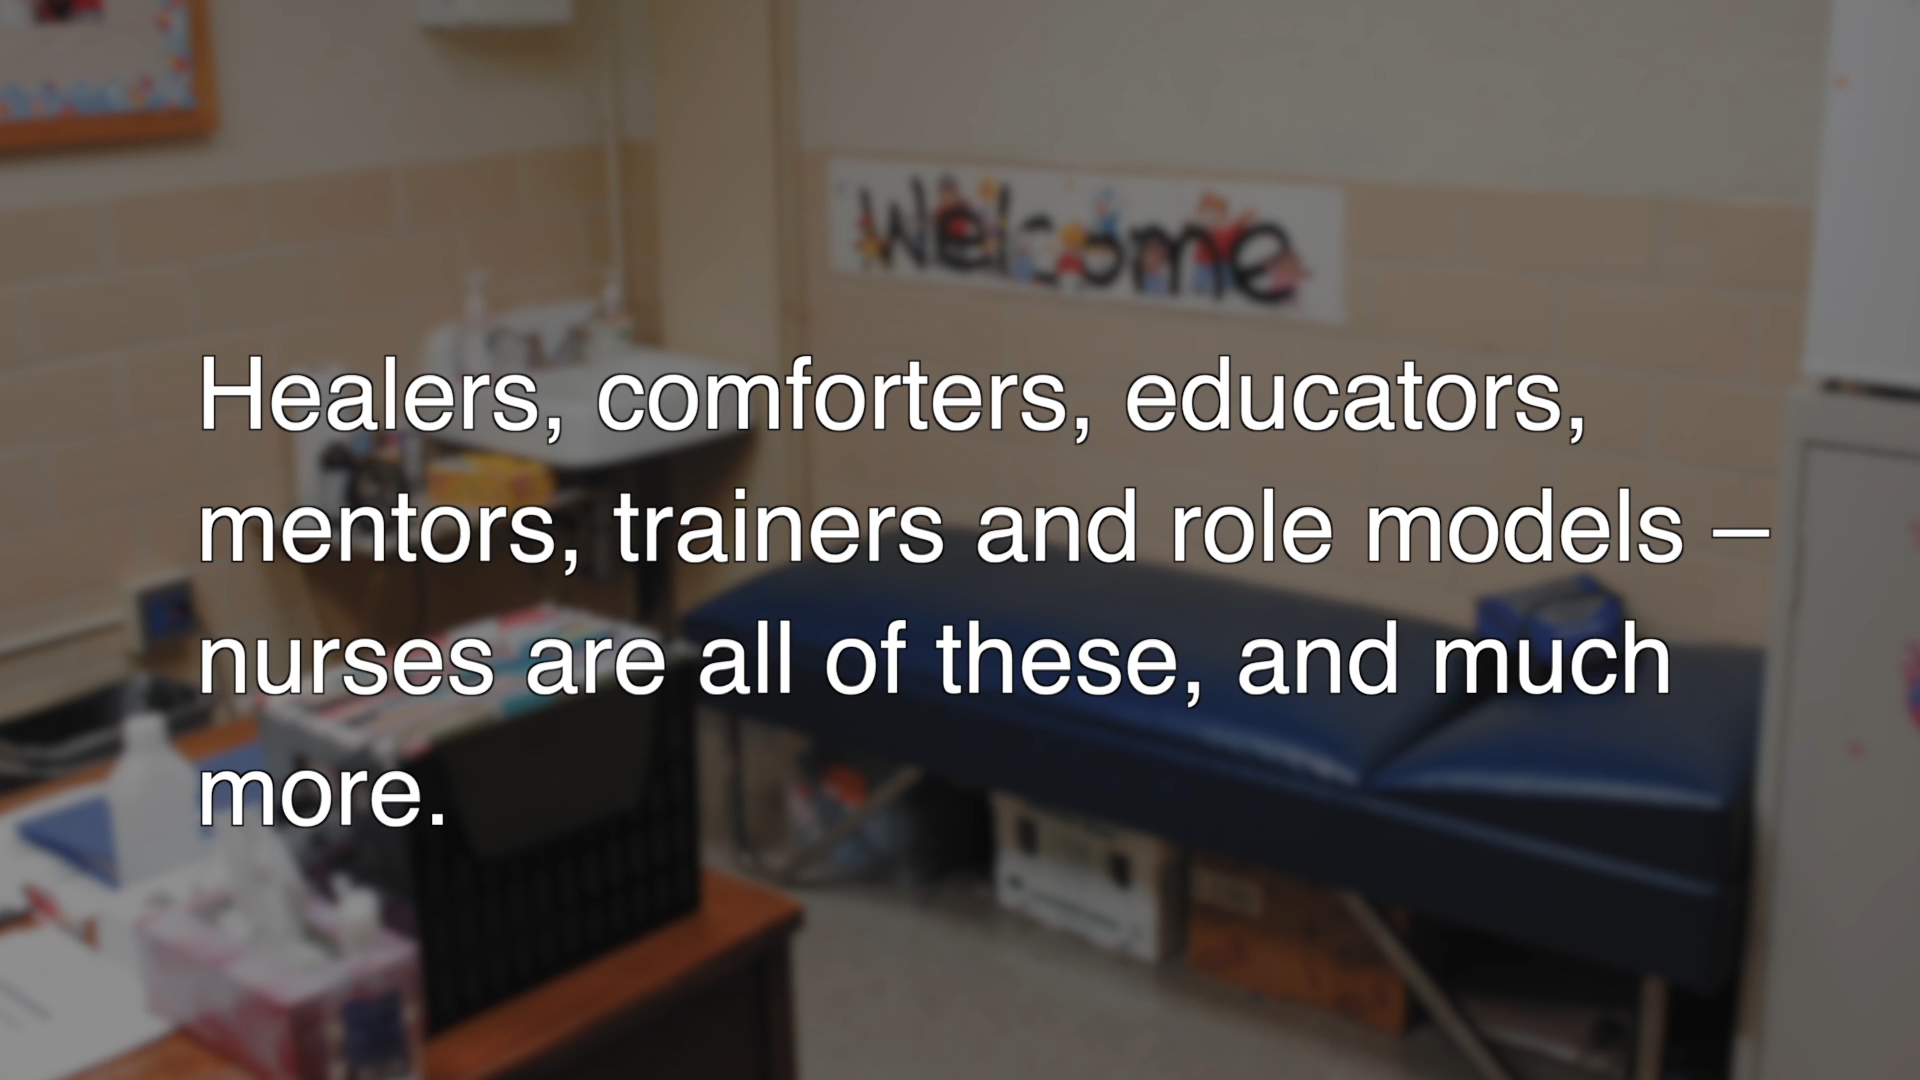 Welcome
Healers, comforters, educators,
mentors, trainers and role models –
nurses are all of these, and much
more.